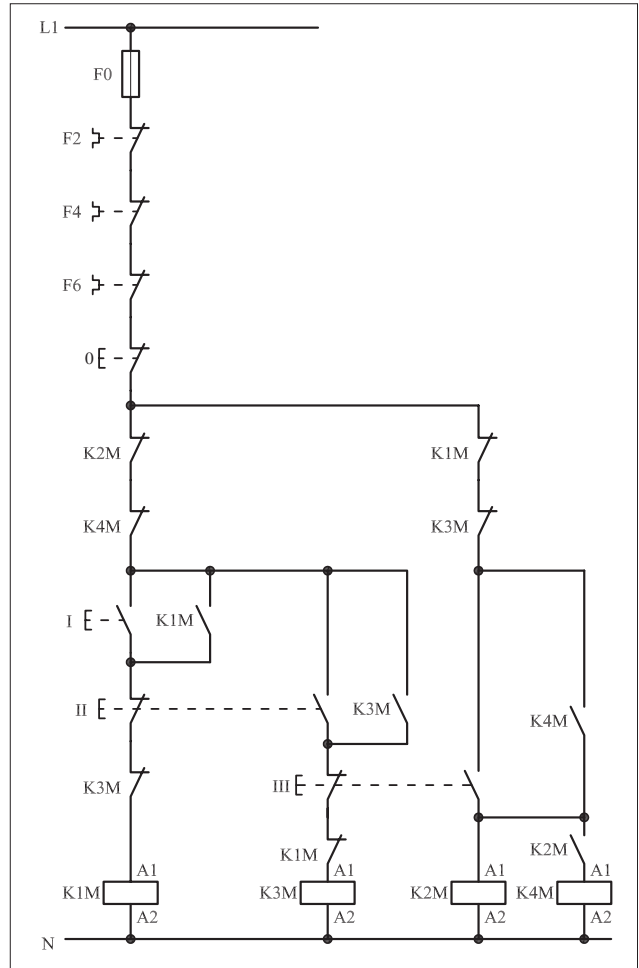 L1
F0
F2
F4
F6
0
K2M K1M
K4M K3M
I K1M
II K3M
K4M
K3M III
K1M K2M
A1 A1 A1 A1
K1M K3M K2M K4M
A2 A2 A2 A2
N